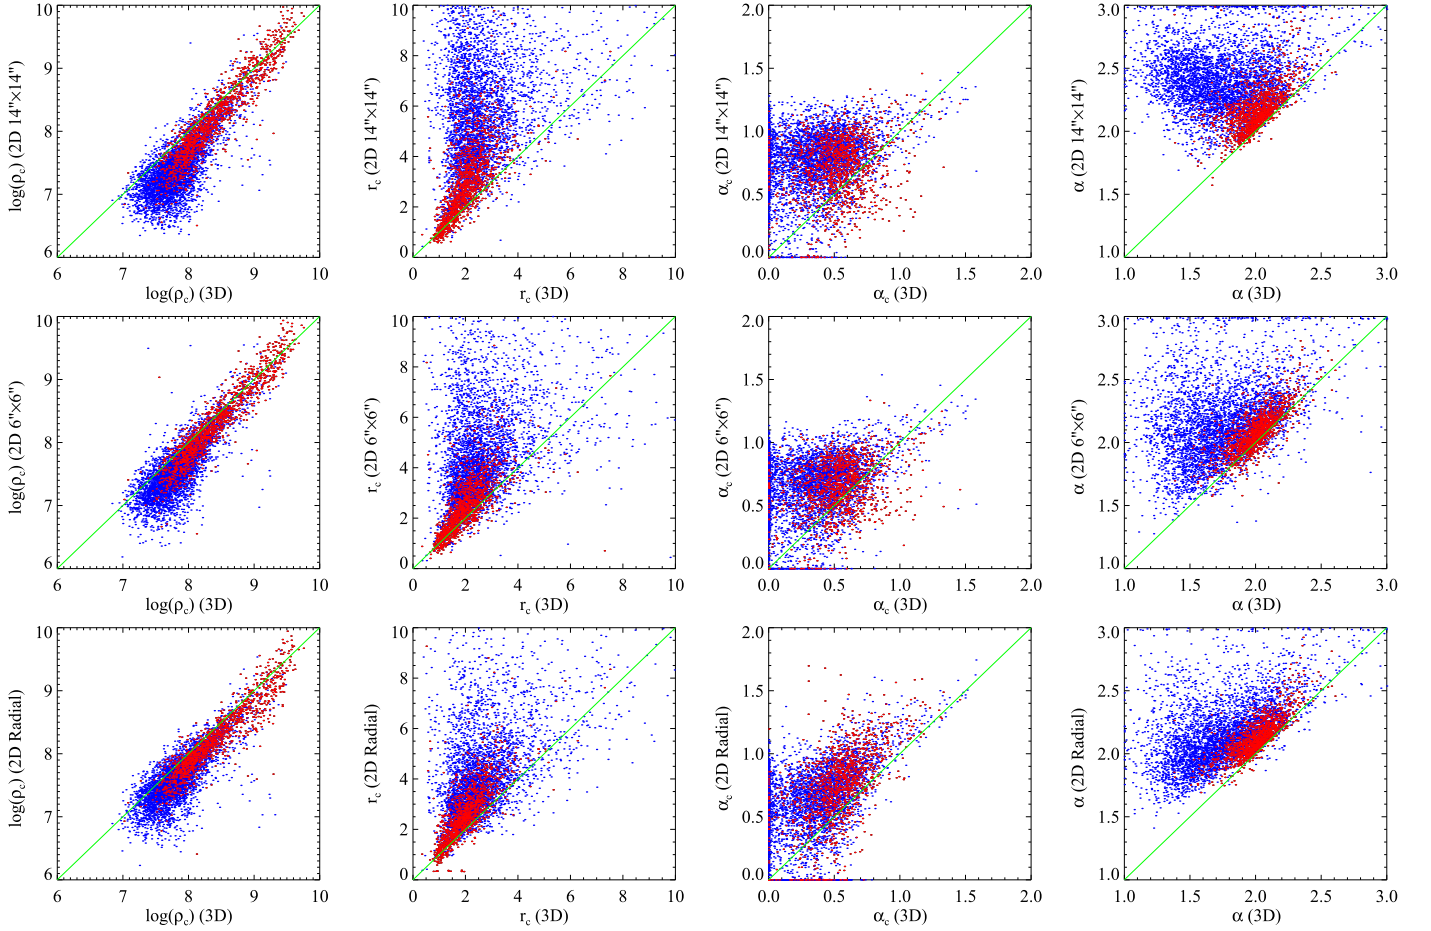 10
9
8
7
6
log(ρc) (2D 14"×14")
6 7 8 9 10
log(ρc) (3D)
10
8
6
4
2
0
rc (2D 14"×14")
0 2 4 6 8 10
rc (3D)
2.0
1.5
1.0
0.5
0.0
αc (2D 14"×14")
0.0 0.5 1.0 1.5 2.0
αc (3D)
3.0
2.5
2.0
1.5
1.0
α (2D 14"×14")
1.0 1.5 2.0 2.5 3.0
α (3D)
10
9
8
7
6
log(ρc) (2D 6"×6")
6 7 8 9 10
log(ρc) (3D)
10
8
6
4
2
0
rc (2D 6"×6")
0 2 4 6 8 10
rc (3D)
2.0
1.5
1.0
0.5
0.0
αc (2D 6"×6")
0.0 0.5 1.0 1.5 2.0
αc (3D)
3.0
2.5
2.0
1.5
1.0
α (2D 6"×6")
1.0 1.5 2.0 2.5 3.0
α (3D)
10
9
8
7
6
log(ρc) (2D Radial)
6 7 8 9 10
log(ρc) (3D)
10
8
6
4
2
0
rc (2D Radial)
0 2 4 6 8 10
rc (3D)
2.0
1.5
1.0
0.5
0.0
αc (2D Radial)
0.0 0.5 1.0 1.5 2.0
αc (3D)
3.0
2.5
2.0
1.5
1.0
α (2D Radial)
1.0 1.5 2.0 2.5 3.0
α (3D)